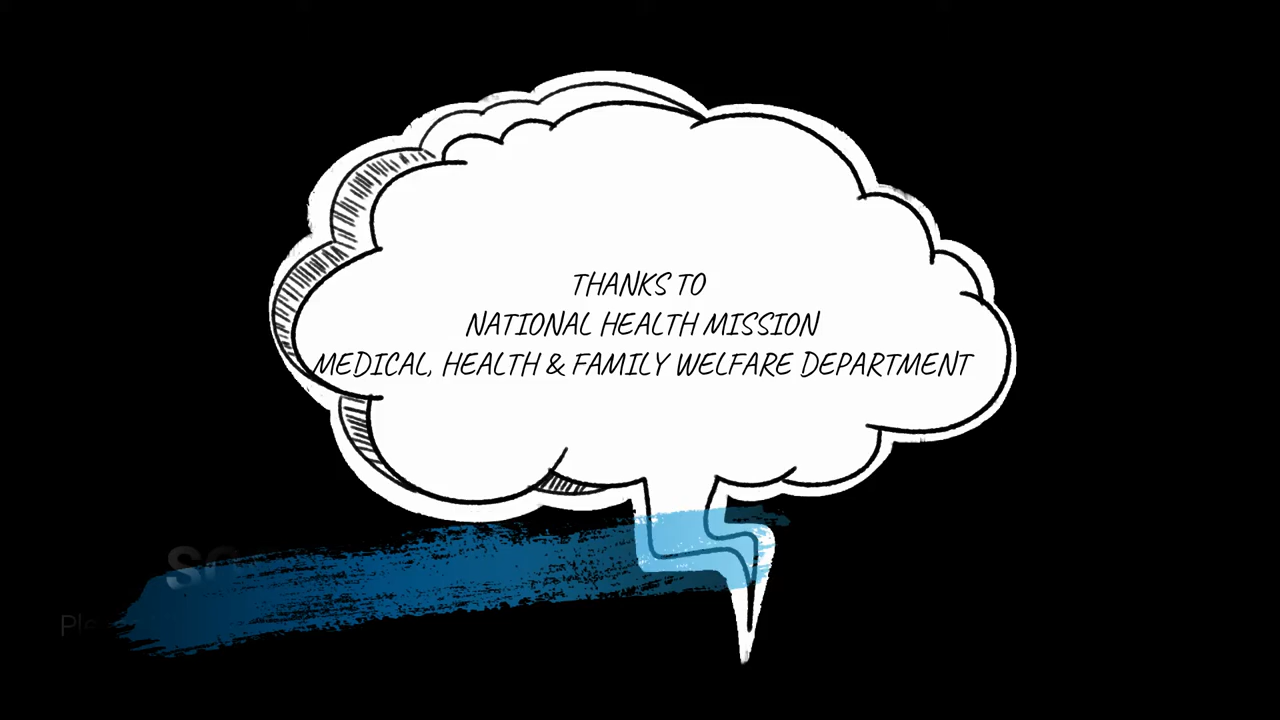 THANKS TO
NATIONAL HEALTH MISSION
MEDICAL, HEALTH & FAMILY WELFARE DEPARTMENT